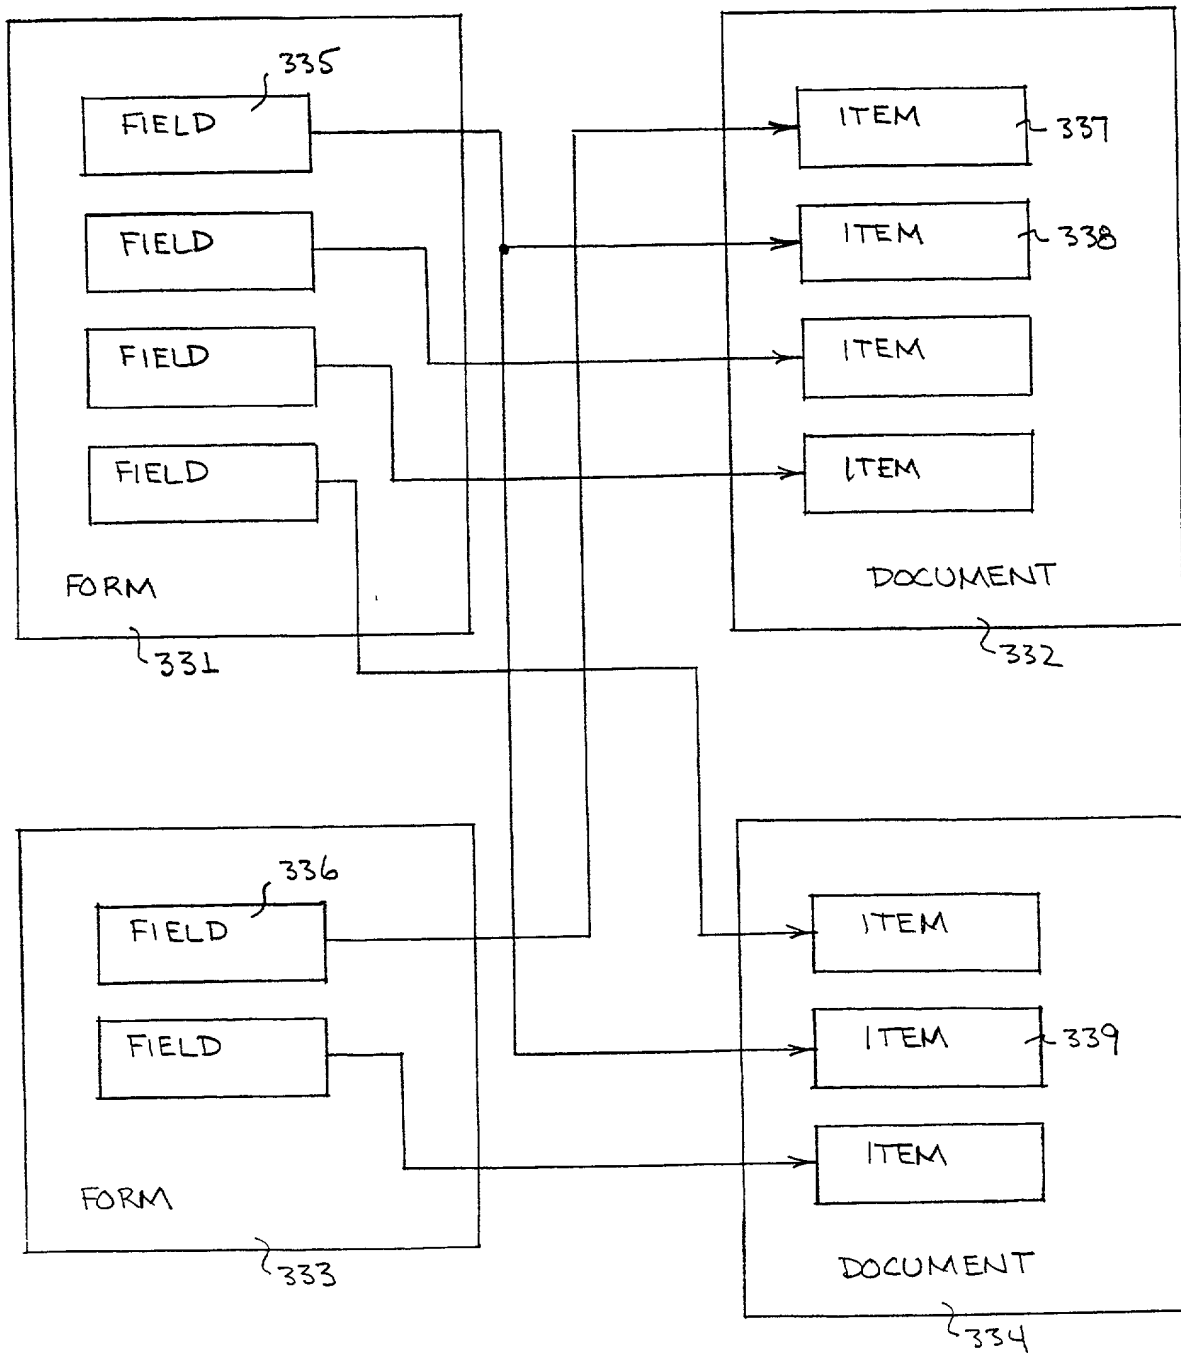 335
FIELD
FIELD
FIELD
FIELD
FORM
331
ITEM
337
ITEM
338
ITEM
ITEM
DOCUMENT
332
336
FIELD
FIELD
FORM
333
ITEM
ITEM
339
ITEM
DOCUMENT
334